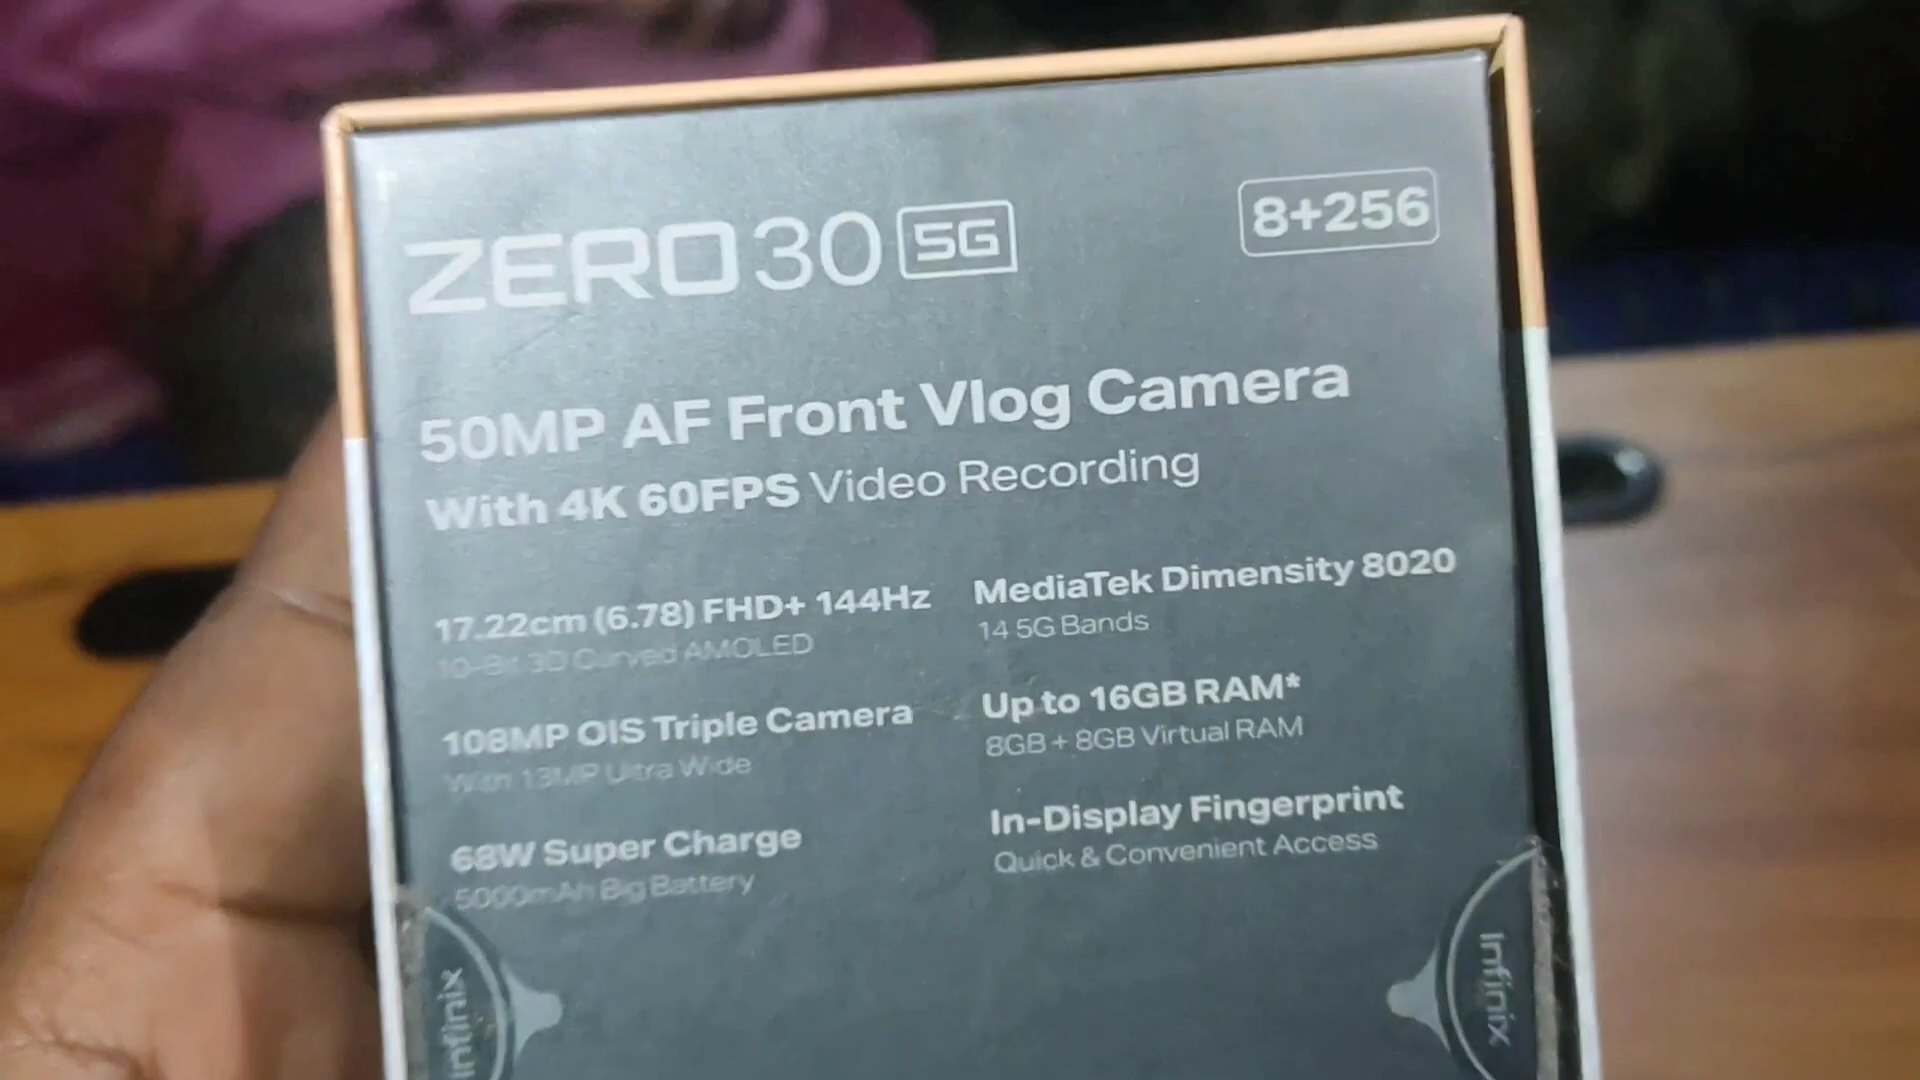 ZERO 30 5G
8+256
50MP AF Front Vlog Camera
With 4K 60FPS Video Recording
17.22cm (6.78) FHD+ 144Hz
10-Bit 3D Curved AMOLED
108MP OIS Triple Camera
With 13MP Ultra Wide
68W Super Charge
5000mAh Big Battery
MediaTek Dimensity 8020
14 5G Bands
Up to 16GB RAM*
8GB + 8GB Virtual RAM
In-Display Fingerprint
Quick & Convenient Access
Infinix
Infinix